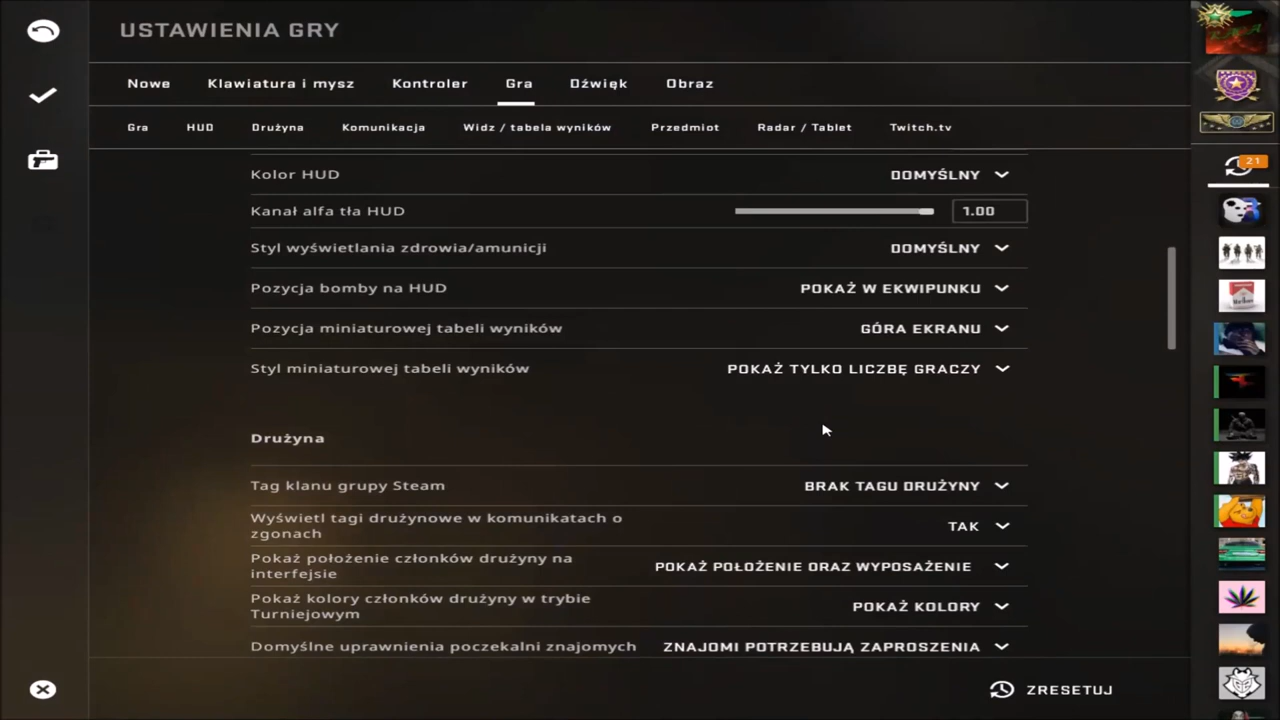 USTAWIENIA GRY
Nowe Klawiatura i mysz Kontroler Gra Dźwięk Obraz
Gra HUD Drużyna Komunikacja Widz / tabela wyników Przedmiot Radar / Tablet Twitch.tv
21
Kolor HUD DOMYŚLNY
Kanał alfa tła HUD 1.00
Styl wyświetlania zdrowia/amunicji DOMYŚLNY
Pozycja bomby na HUD POKAŻ W EKWIPUNKU
Pozycja miniaturowej tabeli wyników GÓRA EKRANU
Styl miniaturowej tabeli wyników POKAŻ TYLKO LICZBĘ GRACZY
Drużyna
Tag klanu grupy Steam BRAK TAGU DRUŻYNY
Wyświetl tagi drużynowe w komunikatach o
zgonach TAK
Pokaż położenie członków drużyny na
interfejsie POKAŻ POŁOŻENIE ORAZ WYPOSAŻENIE
Pokaż kolory członków drużyny w trybie
Turniejowym POKAŻ KOLORY
Domyślne uprawnienia poczekalni znajomych ZNAJOMI POTRZEBUJĄ ZAPROSZENIA
ZRESETUJ